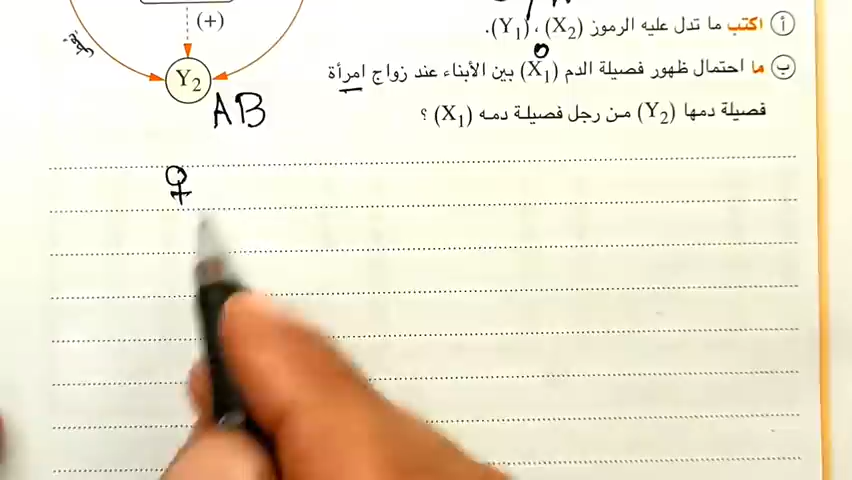 (+)
يعطي
Y2
AB
أ اكتب ما تدل عليه الرموز (X2)، (Y1).
O
ب ما احتمال ظهور فصيلة الدم (X1) بين الأبناء عند زواج امرأة
فصيلة دمها (Y2) من رجل فصيلة دمه (X1) ؟
♀